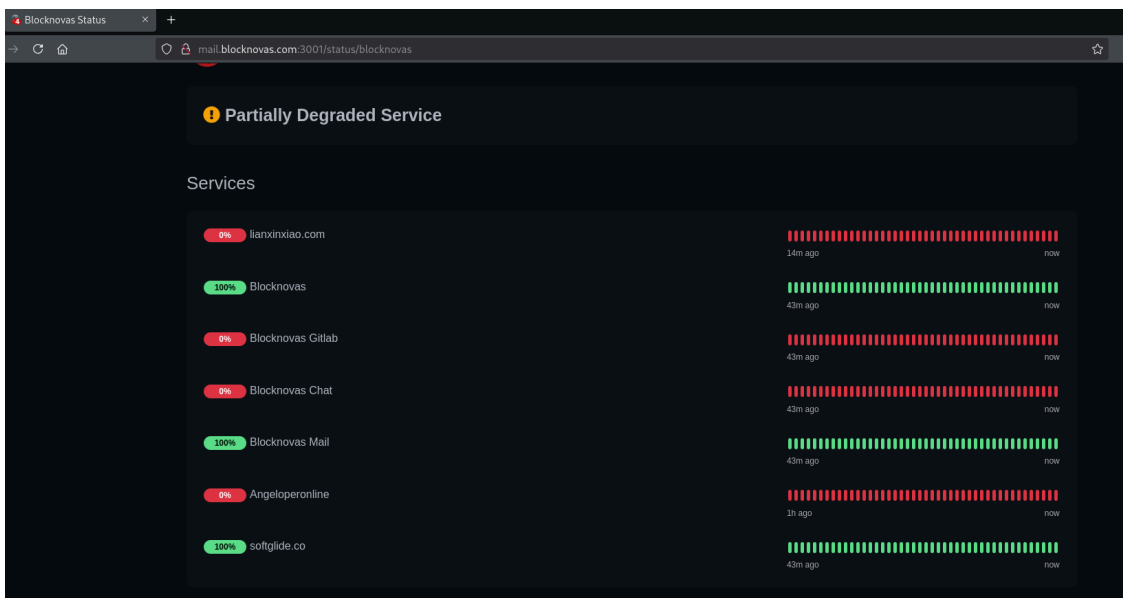 Blocknovas Status
mail.blocknovas.com:3001/status/blocknovas
Partially Degraded Service
Services
0% lianxinxiao.com
14m ago now
100% Blocknovas
43m ago now
0% Blocknovas Gitlab
43m ago now
0% Blocknovas Chat
43m ago now
100% Blocknovas Mail
43m ago now
0% Angeloperonline
1h ago now
100% softglide.co
43m ago now